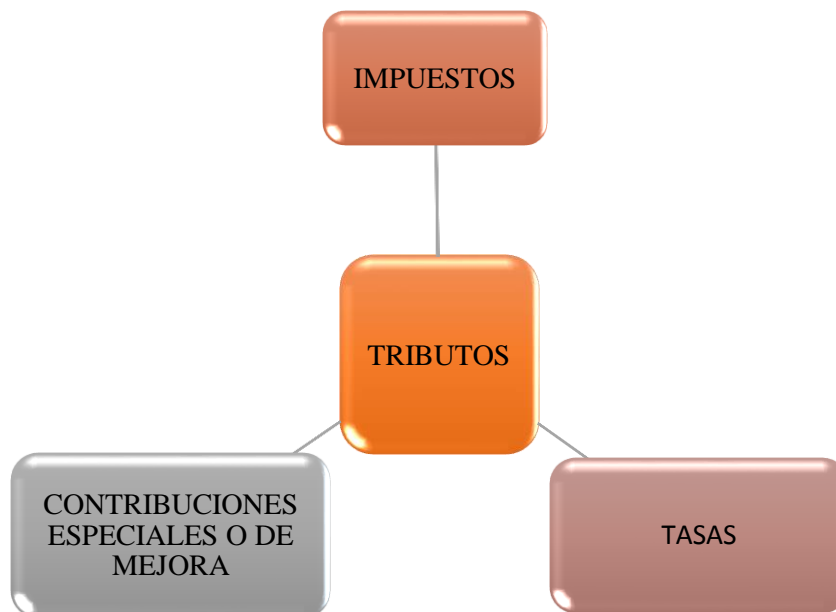 IMPUESTOS
TRIBUTOS
CONTRIBUCIONES
ESPECIALES O DE
MEJORA
TASAS